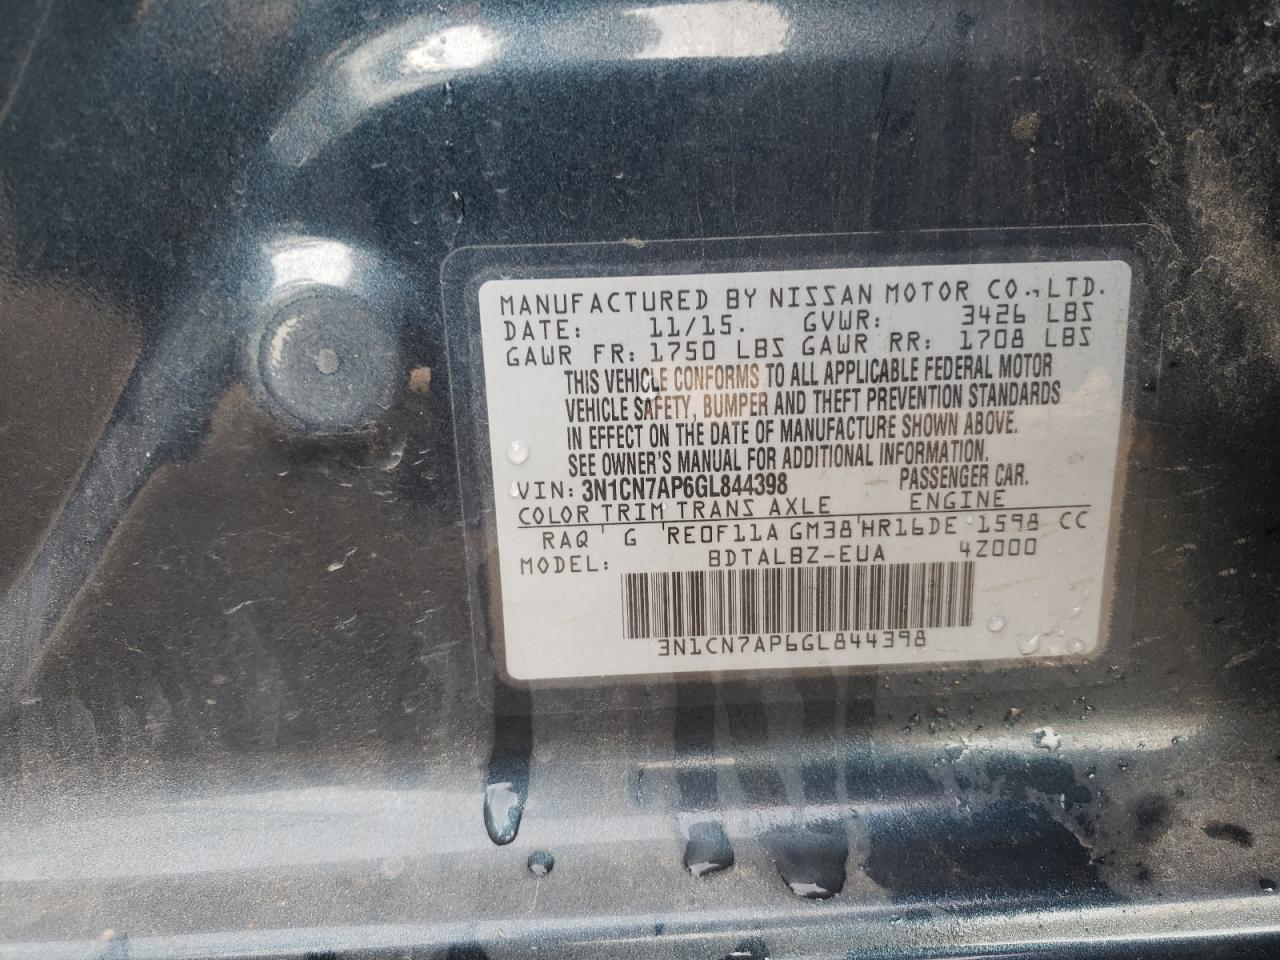 MANUFACTURED BY NISSAN MOTOR CO., LTD.
DATE: 11/15. GVWR: 3426 LBS
GAWR FR: 1750 LBS GAWR RR: 1708 LBS
THIS VEHICLE CONFORMS TO ALL APPLICABLE FEDERAL MOTOR
VEHICLE SAFETY, BUMPER AND THEFT PREVENTION STANDARDS
IN EFFECT ON THE DATE OF MANUFACTURE SHOWN ABOVE.
SEE OWNER'S MANUAL FOR ADDITIONAL INFORMATION.
VIN: 3N1CN7AP6GL844398 PASSENGER CAR.
COLOR TRIM TRANS AXLE ENGINE
RAQ G RE0F11A GM38 HR16DE 1598 CC
MODEL: BDTALBZ-EUA 4Z000
3N1CN7AP6GL844398